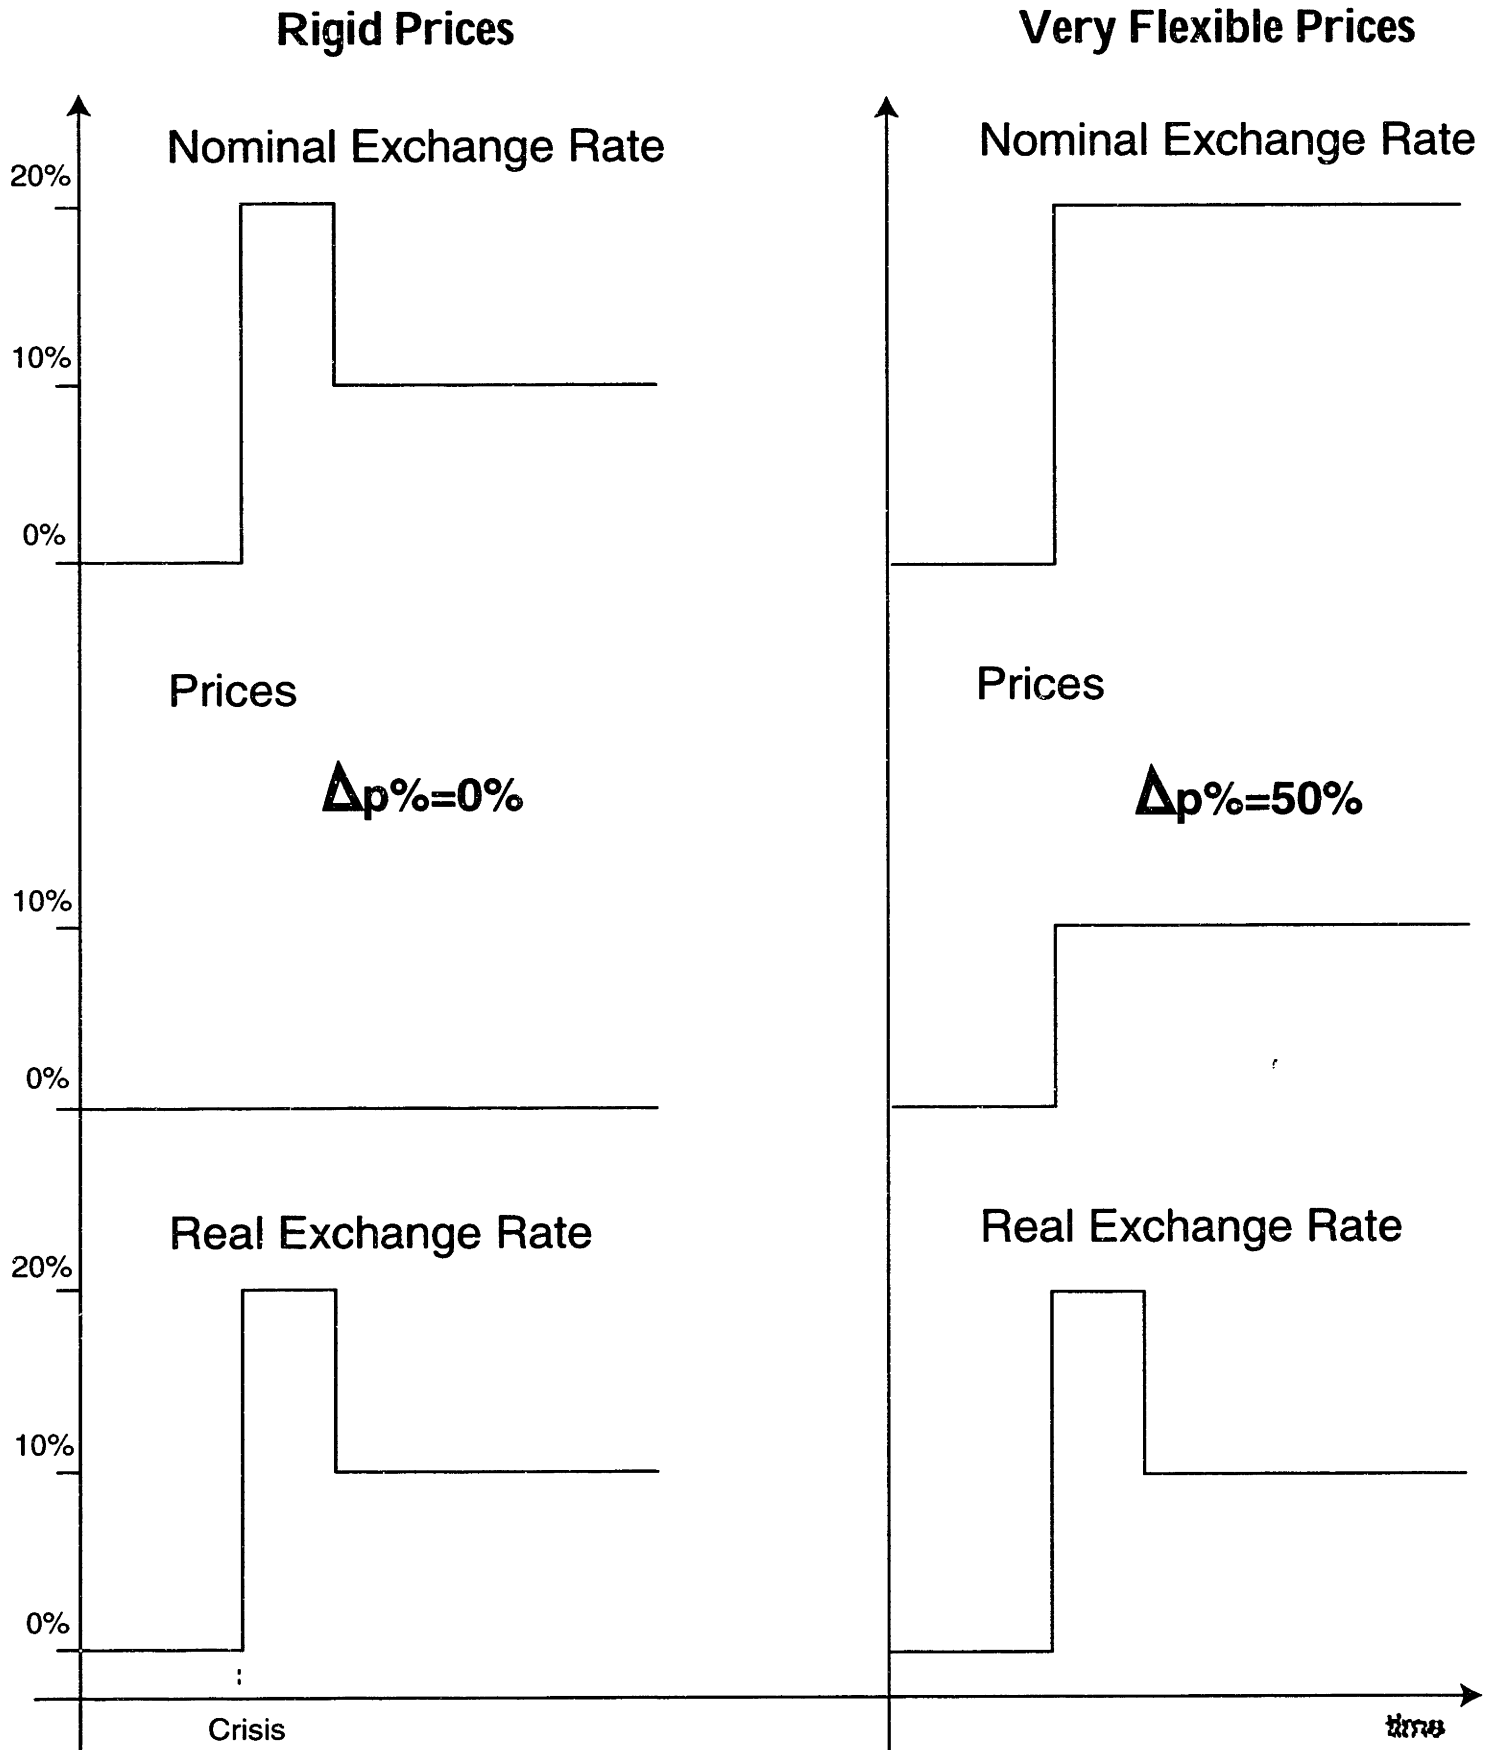 Rigid Prices
Very Flexible Prices
Nominal Exchange Rate
20%
10%
0%
Nominal Exchange Rate
Prices
Δp%=0%
10%
0%
Prices
Δp%=50%
Real Exchange Rate
20%
10%
0%
Real Exchange Rate
Crisis
time